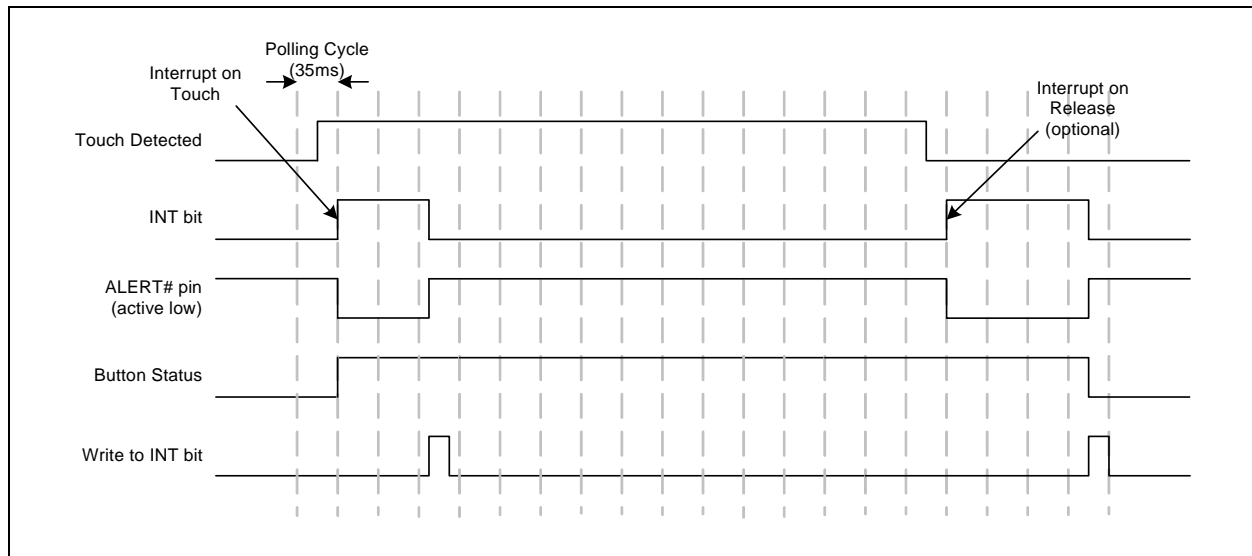 Polling Cycle
(35ms)
Interrupt on
Touch
Interrupt on
Release
(optional)
Touch Detected
INT bit
ALERT# pin
(active low)
Button Status
Write to INT bit